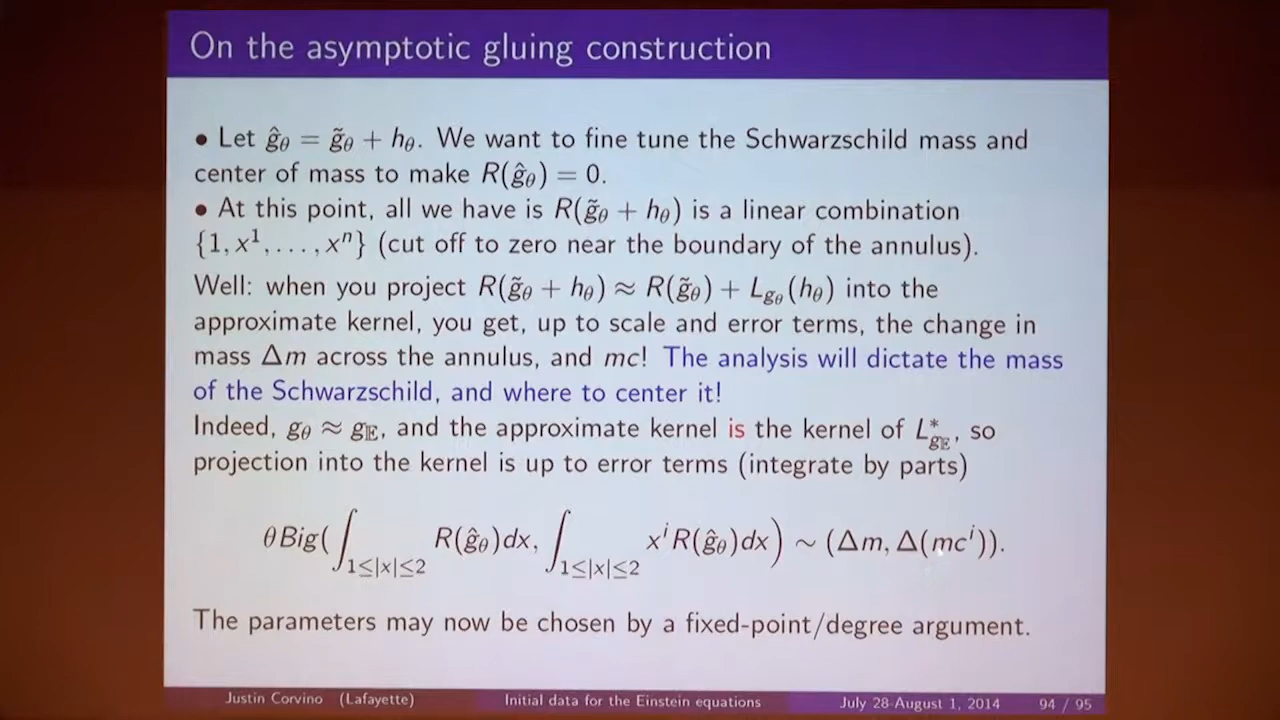 On the asymptotic gluing construction
• Let ĝ_θ = g̃_θ + h_θ. We want to fine tune the Schwarzschild mass and
center of mass to make R(ĝ_θ) = 0.
• At this point, all we have is R(g̃_θ + h_θ) is a linear combination
{1, x¹, . . . , xⁿ} (cut off to zero near the boundary of the annulus).
Well: when you project R(g̃_θ + h_θ) ≈ R(g̃_θ) + L_{g_θ}(h_θ) into the
approximate kernel, you get, up to scale and error terms, the change in
mass Δm across the annulus, and mc! The analysis will dictate the mass
of the Schwarzschild, and where to center it!
Indeed, g_θ ≈ g_𝔼, and the approximate kernel is the kernel of L*_{g_𝔼}, so
projection into the kernel is up to error terms (integrate by parts)
θBig(∫_{1≤|x|≤2} R(ĝ_θ)dx, ∫_{1≤|x|≤2} xⁱR(ĝ_θ)dx) ∼ (Δm, Δ(mcⁱ)).
The parameters may now be chosen by a fixed-point/degree argument.
Justin Corvino (Lafayette) Initial data for the Einstein equations July 28-August 1, 2014 94 / 95